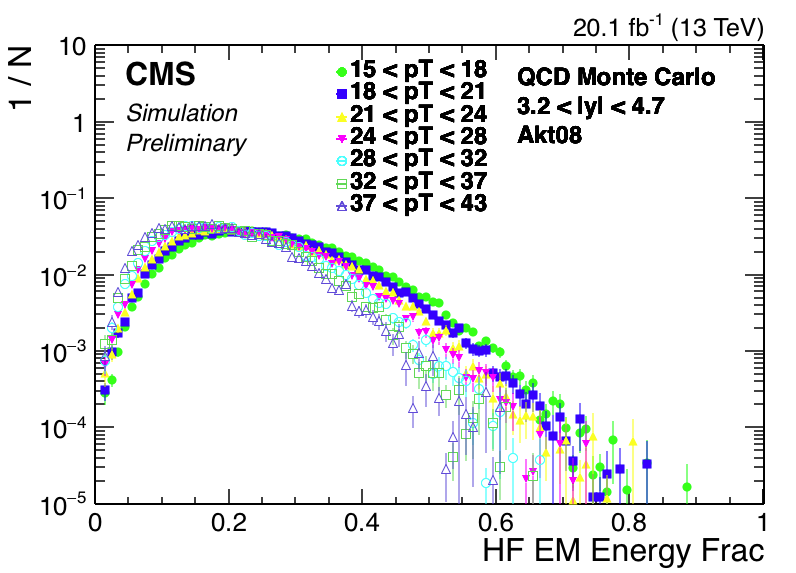 20.1 fb⁻¹ (13 TeV)
1 / N
CMS
Simulation
Preliminary
15 < pT < 18
18 < pT < 21
21 < pT < 24
24 < pT < 28
28 < pT < 32
32 < pT < 37
37 < pT < 43
QCD Monte Carlo
3.2 < |y| < 4.7
Akt08
10
1
10⁻¹
10⁻²
10⁻³
10⁻⁴
10⁻⁵
0 0.2 0.4 0.6 0.8 1
HF EM Energy Frac